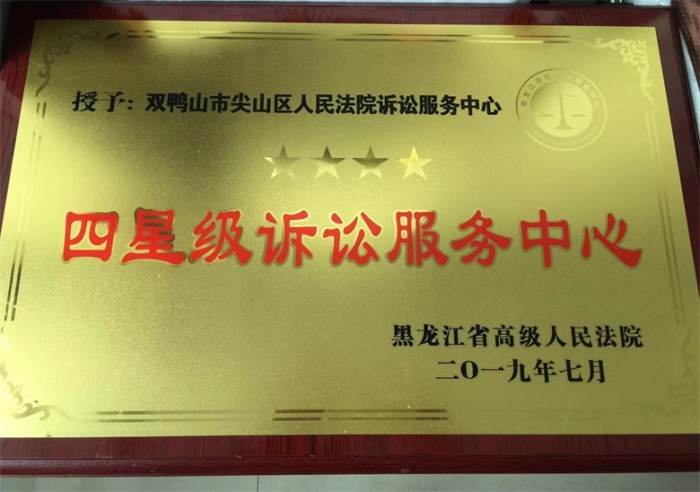 授予：双鸭山市尖山区人民法院诉讼服务中心
四星级诉讼服务中心
黑龙江省高级人民法院
二O一九年七月